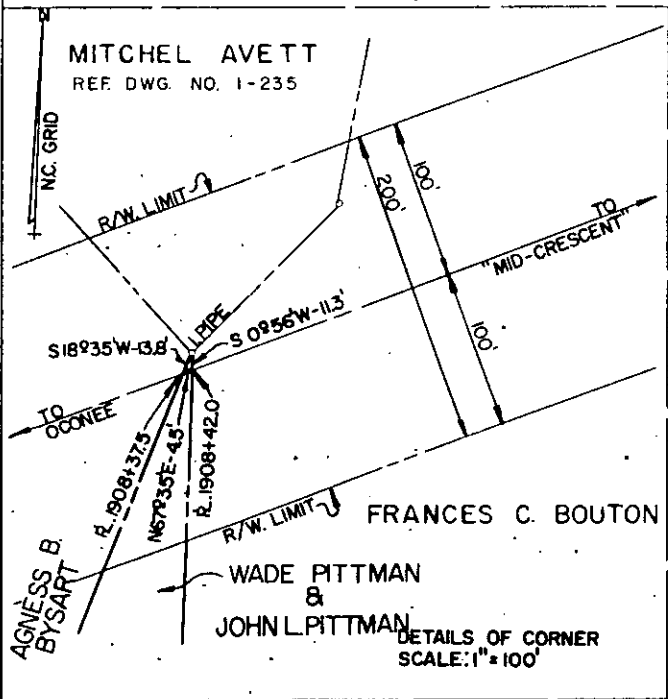 N
N.C. GRID
MITCHEL AVETT
REF. DWG. NO. 1-235
R/W. LIMIT
200'
100'
TO
"MID-CRESCENT"
100'
I.PIPE
S 0°56'W-11.3'
S18°35'W-13.8'
TO
OCONEE
P⁄L.1908+37.5
N67°35'E-4.5'
P⁄L.1908+42.0
R/W. LIMIT
FRANCES C. BOUTON
AGNESS B.
BYSART
WADE PITTMAN
&
JOHN L.PITTMAN
DETAILS OF CORNER
SCALE:1"=100'